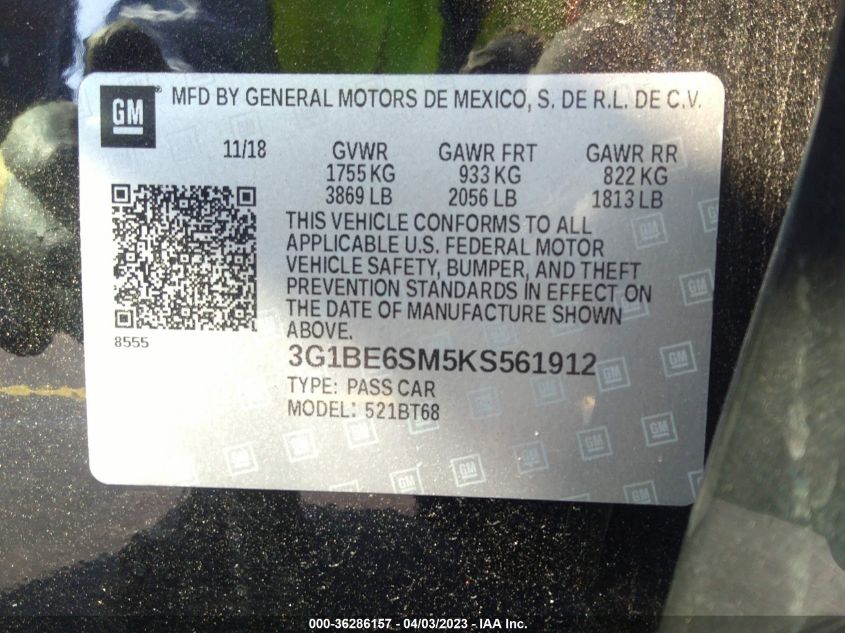 GM ® MFD BY GENERAL MOTORS DE MEXICO, S. DE R.L. DE C.V.
11/18 GVWR GAWR FRT GAWR RR
1755 KG 933 KG 822 KG
3869 LB 2056 LB 1813 LB
THIS VEHICLE CONFORMS TO ALL
APPLICABLE U.S. FEDERAL MOTOR
VEHICLE SAFETY, BUMPER, AND THEFT
PREVENTION STANDARDS IN EFFECT ON
THE DATE OF MANUFACTURE SHOWN
ABOVE.
8555
3G1BE6SM5KS561912
TYPE: PASS CAR
MODEL: 521BT68
000-36286157 - 04/03/2023 - IAA Inc.